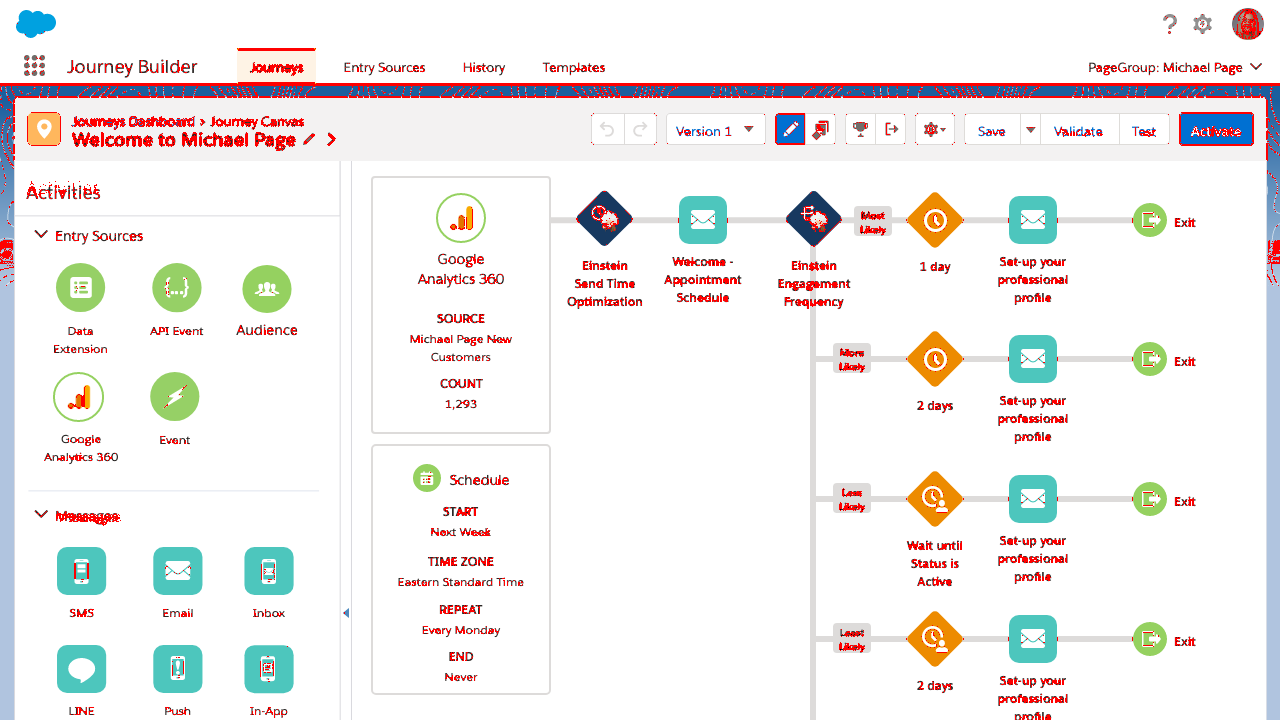 Journey Builder
Journeys
Entry Sources
History
Templates
PageGroup: Michael Page
Journeys Dashboard > Journey Canvas
Welcome to Michael Page
Version 1
Save
Validate
Test
Activate
Activities
Entry Sources
Data
Extension
API Event
Audience
Google
Analytics 360
Event
Messages
SMS
Email
Inbox
LINE
Push
In-App
Google
Analytics 360
SOURCE
Michael Page New
Customers
COUNT
1,293
Schedule
START
Next Week
TIME ZONE
Eastern Standard Time
REPEAT
Every Monday
END
Never
Einstein
Send Time
Optimization
Welcome -
Appointment
Schedule
Einstein
Engagement
Frequency
Most
Likely
1 day
Set-up your
professional
profile
Exit
More
Likely
2 days
Set-up your
professional
profile
Exit
Less
Likely
Wait until
Status is
Active
Set-up your
professional
profile
Exit
Least
Likely
2 days
Set-up your
professional
profile
Exit